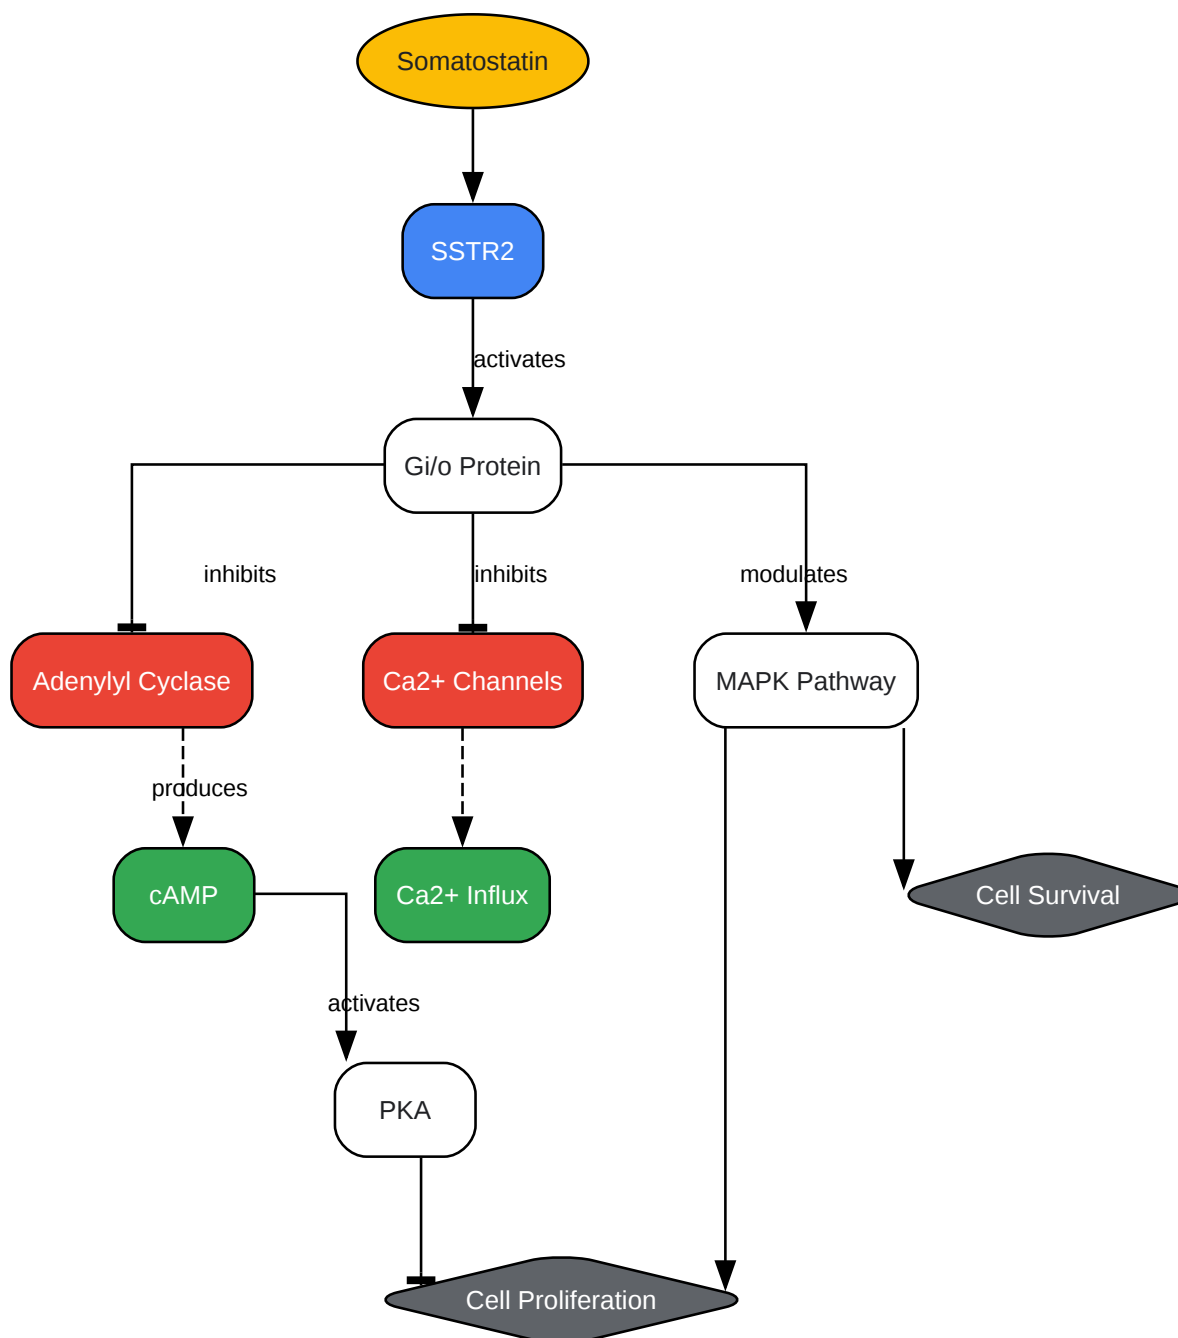 Somatostatin
SSTR2
activates
Gi/o Protein
inhibits
inhibits
modulates
Adenylyl Cyclase
Ca2+ Channels
MAPK Pathway
produces
cAMP
Ca2+ Influx
Cell Survival
activates
PKA
Cell Proliferation